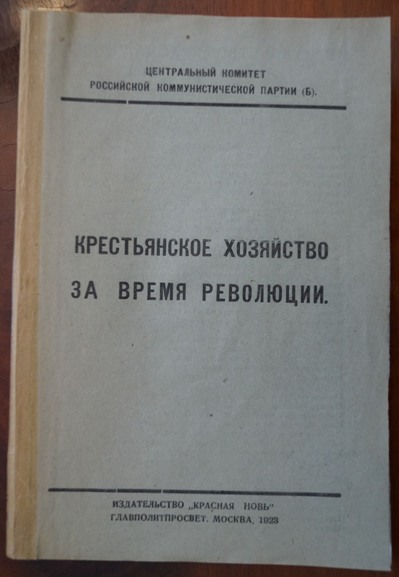 ЦЕНТРАЛЬНЫЙ КОМИТЕТ
РОССИЙСКОЙ КОММУНИСТИЧЕСКОЙ ПАРТИИ (Б).
КРЕСТЬЯНСКОЕ ХОЗЯЙСТВО
ЗА ВРЕМЯ РЕВОЛЮЦИИ.
ИЗДАТЕЛЬСТВО „КРАСНАЯ НОВЬ"
ГЛАВПОЛИТПРОСВЕТ. МОСКВА, 1923